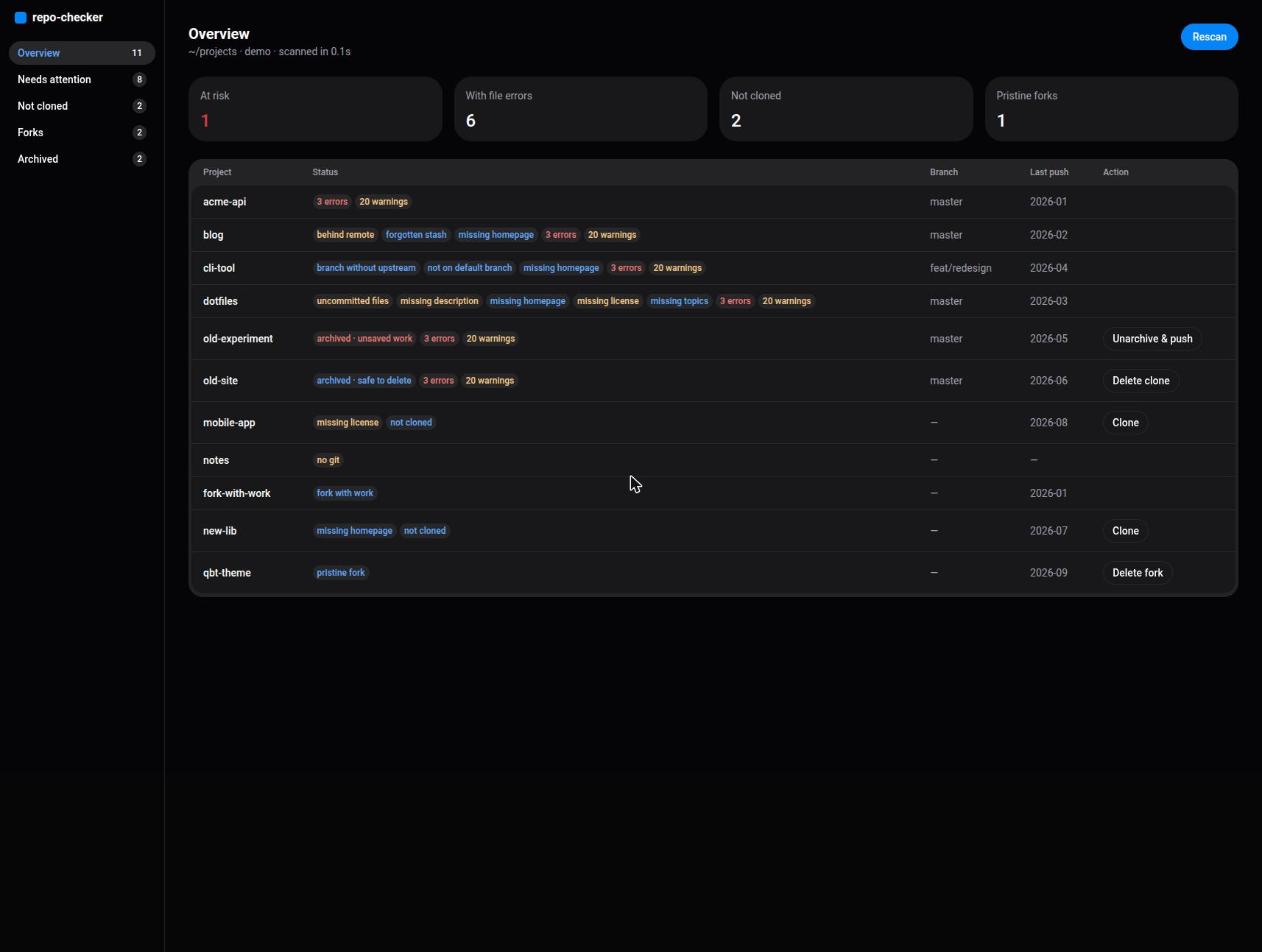 repo-checker
Overview 11
Needs attention 8
Not cloned 2
Forks 2
Archived 2
Overview
~/projects · demo · scanned in 0.1s
Rescan
At risk
1
With file errors
6
Not cloned
2
Pristine forks
1
Project Status Branch Last push Action
acme-api 3 errors 20 warnings master 2026-01
blog behind remote forgotten stash missing homepage 3 errors 20 warnings master 2026-02
cli-tool branch without upstream not on default branch missing homepage 3 errors 20 warnings feat/redesign 2026-04
dotfiles uncommitted files missing description missing homepage missing license missing topics 3 errors 20 warnings master 2026-03
old-experiment archived · unsaved work 3 errors 20 warnings master 2026-05 Unarchive & push
old-site archived · safe to delete 3 errors 20 warnings master 2026-06 Delete clone
mobile-app missing license not cloned — 2026-08 Clone
notes no git — —
fork-with-work fork with work — 2026-01
new-lib missing homepage not cloned — 2026-07 Clone
qbt-theme pristine fork — 2026-09 Delete fork